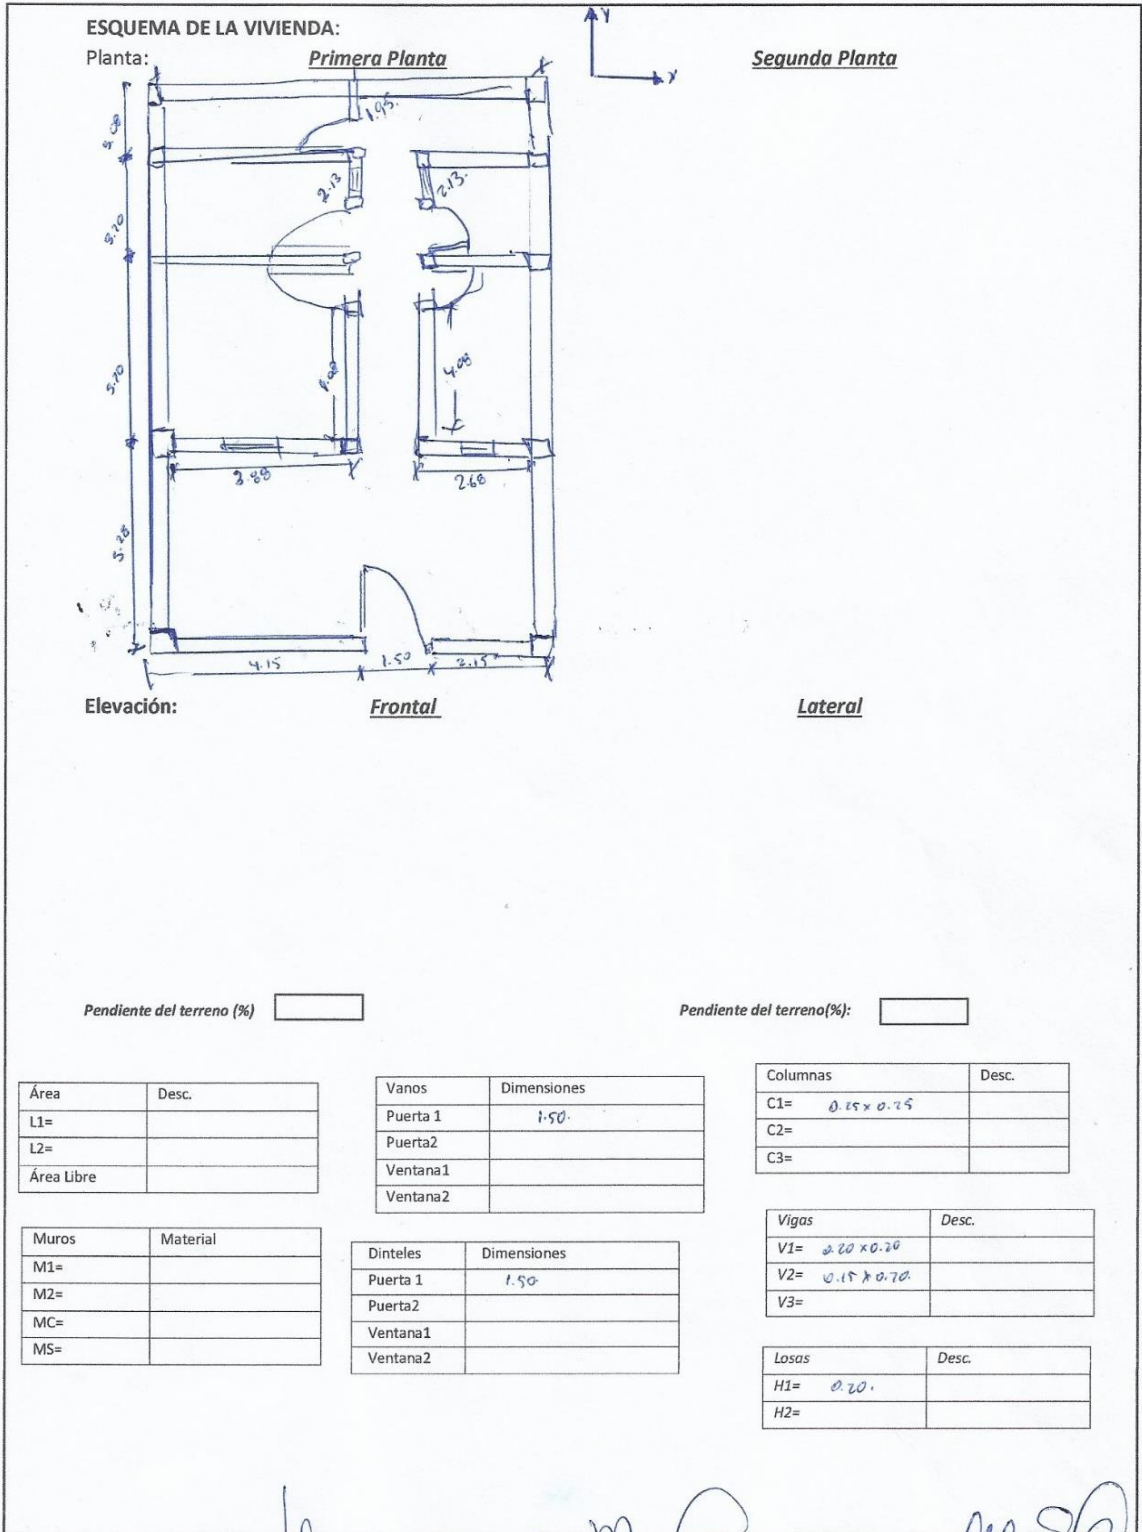 ESQUEMA DE LA VIVIENDA:
Y
X
Planta: Primera Planta Segunda Planta
1.95.
5.08
2.13 2.13.
5.20
5.70 4.08
3.88 2.68
5.28
4.15 1.50 2.15
Elevación: Frontal Lateral
Pendiente del terreno (%) Pendiente del terreno(%):
Área Desc.
L1=
L2=
Área Libre
Vanos Dimensiones
Puerta 1 1.50.
Puerta2
Ventana1
Ventana2
Columnas Desc.
C1= 0.25 x 0.25
C2=
C3=
Muros Material
M1=
M2=
MC=
MS=
Dinteles Dimensiones
Puerta 1 1.50
Puerta2
Ventana1
Ventana2
Vigas Desc.
V1= 0.20 x 0.20
V2= 0.15 x 0.20.
V3=
Losas Desc.
H1= 0.20.
H2=